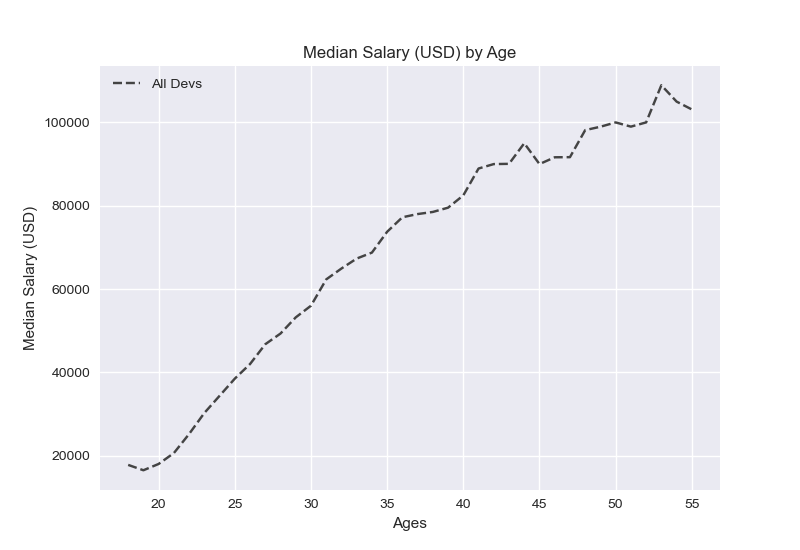 Median Salary (USD) by Age
All Devs
100000
80000
60000
40000
20000
Median Salary (USD)
20 25 30 35 40 45 50 55
Ages